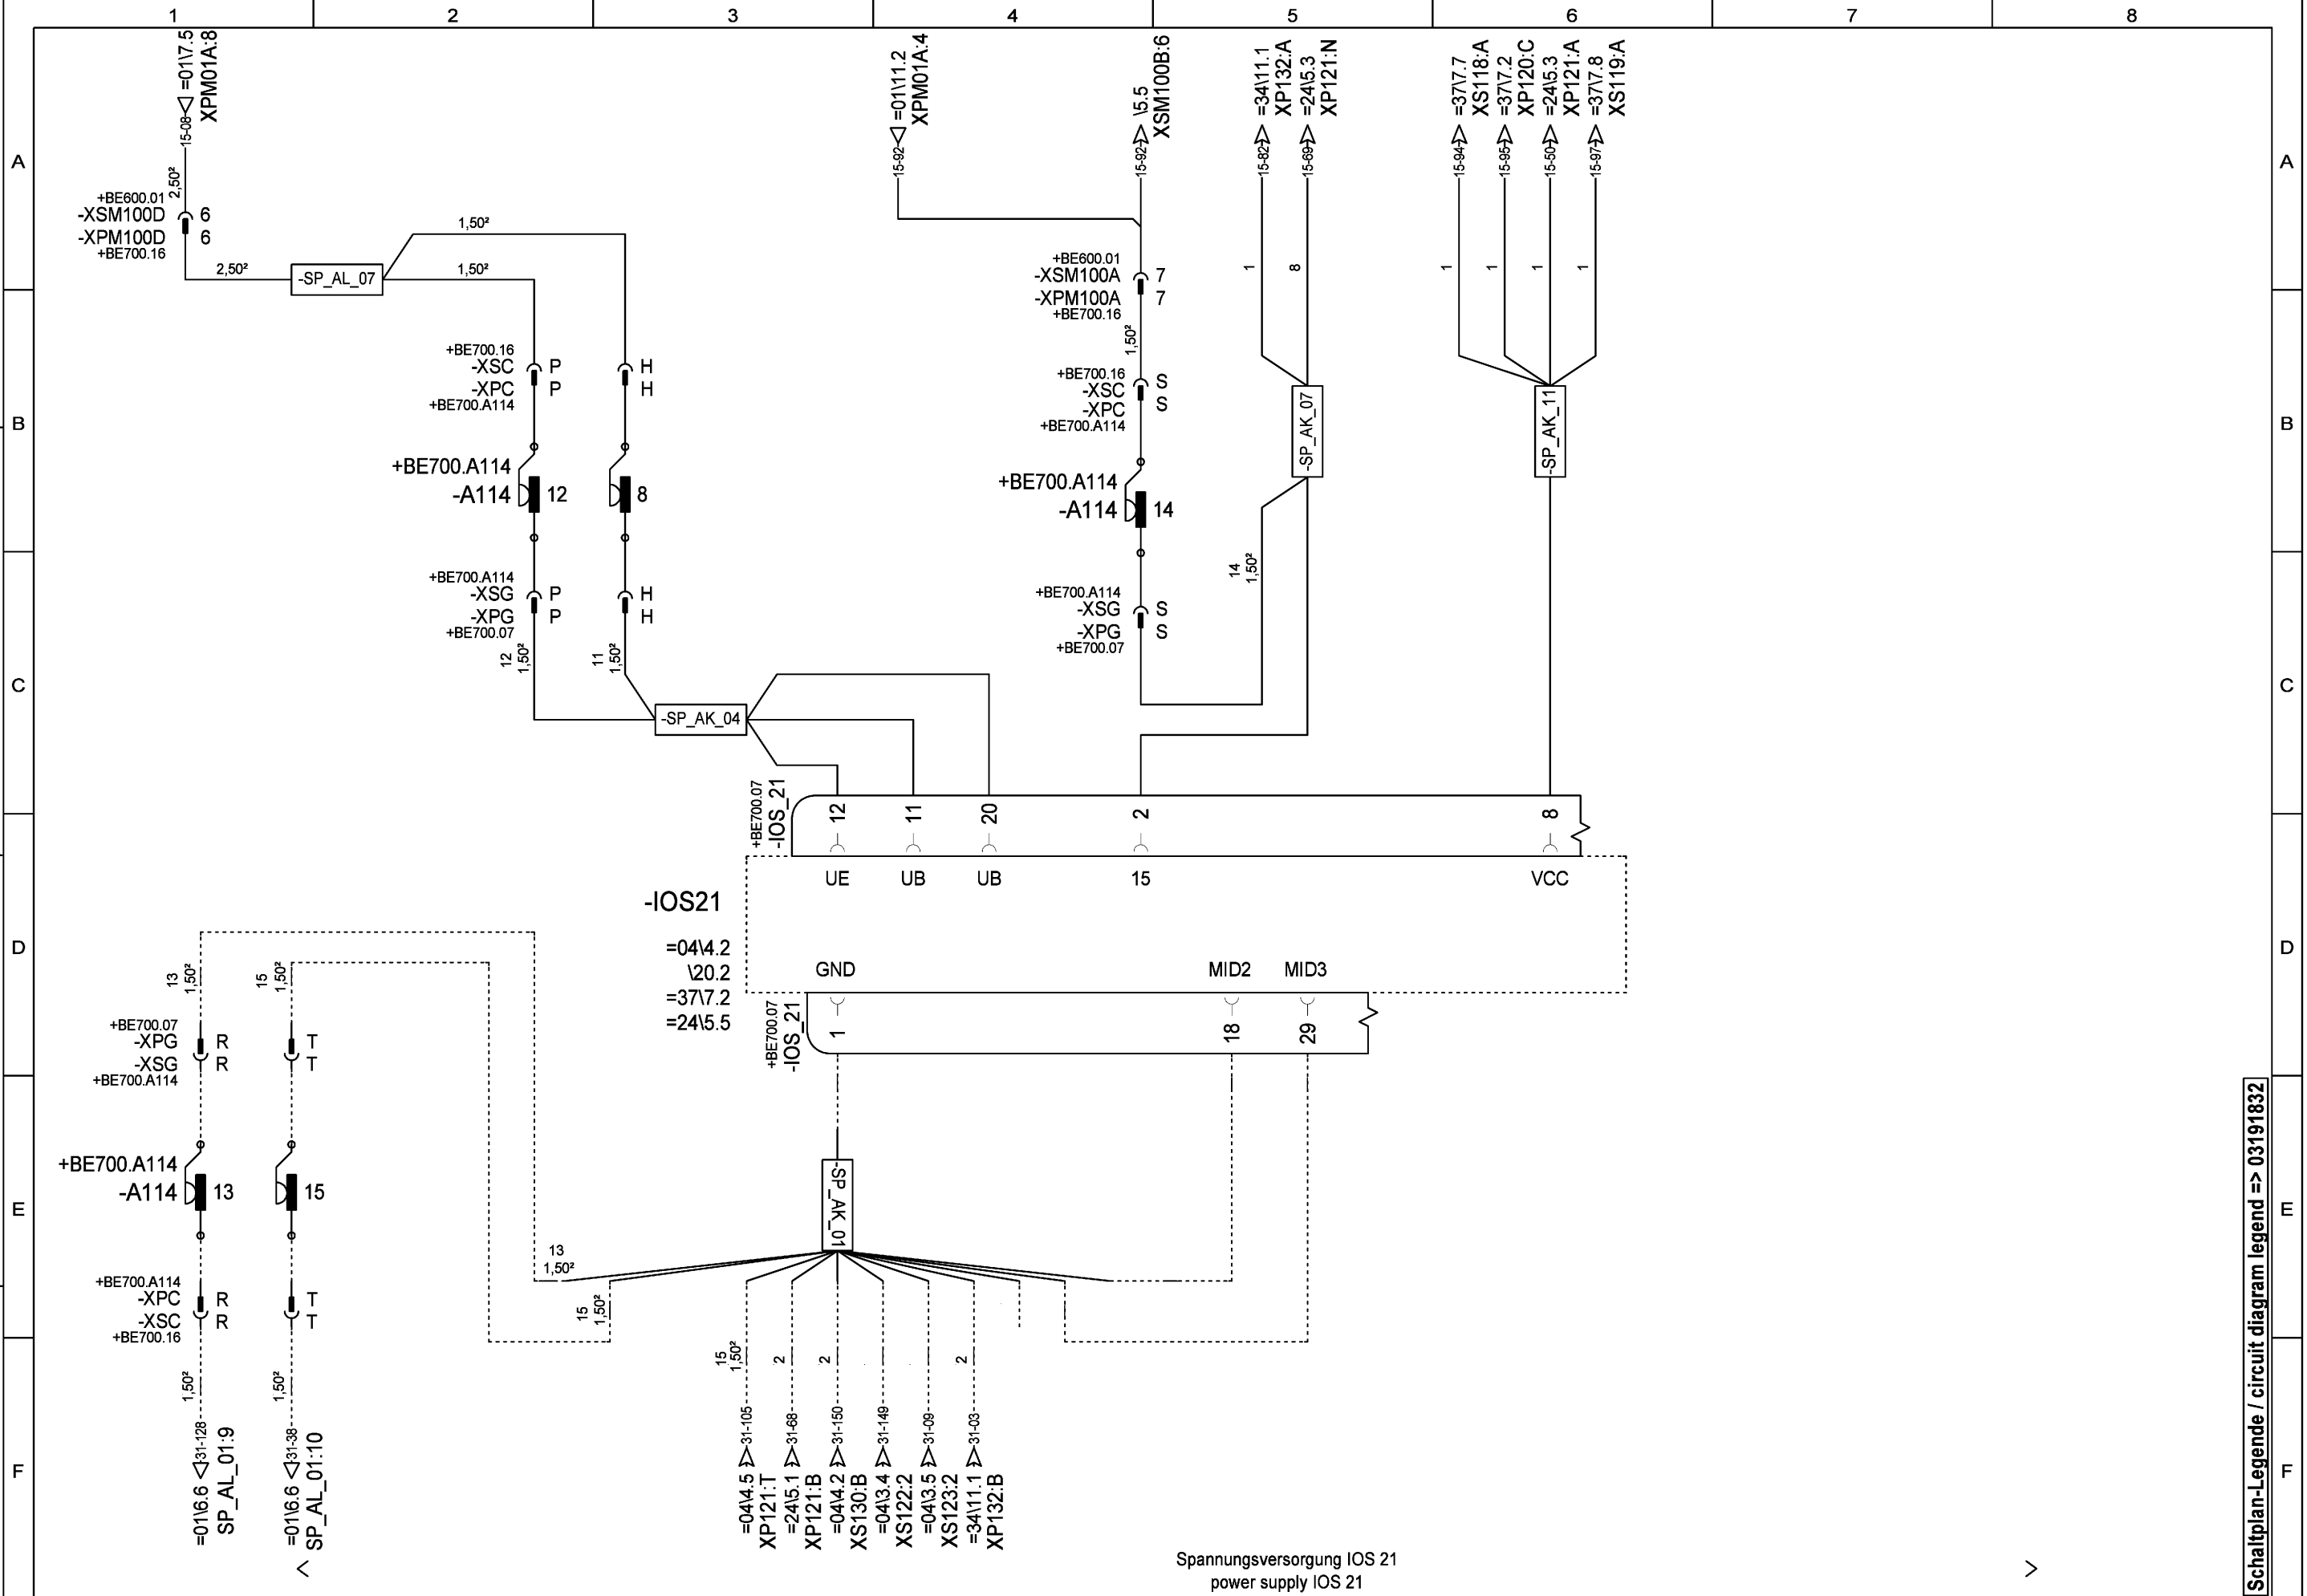 1 2 3 4 5 6 7 8
A A
B B
C C
D D
E E
F F
=01\7.5
XPM01A:8
15-08
2,50²
+BE600.01
-XSM100D 6
-XPM100D 6
+BE700.16
2,50²
-SP_AL_07
1,50²
1,50²
+BE700.16
-XSC P H
-XPC P H
+BE700.A114
+BE700.A114
-A114 12 8
+BE700.A114
-XSG P H
-XPG P H
+BE700.07
12
1,50²
11
1,50²
-SP_AK_04
=01\11.2
XPM01A:4
15-92
\5.5
XSM100B:6
15-92
+BE600.01
-XSM100A 7
-XPM100A 7
+BE700.16
1,50²
+BE700.16
-XSC S
-XPC S
+BE700.A114
+BE700.A114
-A114 14
+BE700.A114
-XSG S
-XPG S
+BE700.07
=34\11.1
XP132:A
15-82
=24\5.3
XP121:N
15-69
1
8
-SP_AK_07
14
1,50²
=37\7.7
XS118:A
15-94
=37\7.2
XP120:C
15-95
=24\5.3
XP121:A
15-50
=37\7.8
XS119:A
15-97
1
1
1
1
-SP_AK_11
+BE700.07
-IOS_21
12 11 20 2 8
UE UB UB 15 VCC
-IOS21
=04\4.2
\20.2
=37\7.2
=24\5.5
GND MID2 MID3
+BE700.07
-IOS_21
1 18 29
13
1,50²
15
1,50²
+BE700.07
-XPG R T
-XSG R T
+BE700.A114
+BE700.A114
-A114 13 15
+BE700.A114
-XPC R T
-XSC R T
+BE700.16
1,50²
1,50²
31-128
=01\6.6
SP_AL_01:9
31-38
=01\6.6
SP_AL_01:10
-SP_AK_01
13
1,50²
15
1,50²
15
1,50²
2
2
2
31-105
=04\4.5
XP121:T
31-68
=24\5.1
XP121:B
31-150
=04\4.2
XS130:B
31-149
=04\3.4
XS122:2
31-09
=04\3.5
XS123:2
31-03
=34\11.1
XP132:B
< >
Spannungsversorgung IOS 21
power supply IOS 21
Schaltplan-Legende / circuit diagram legend => 03191832